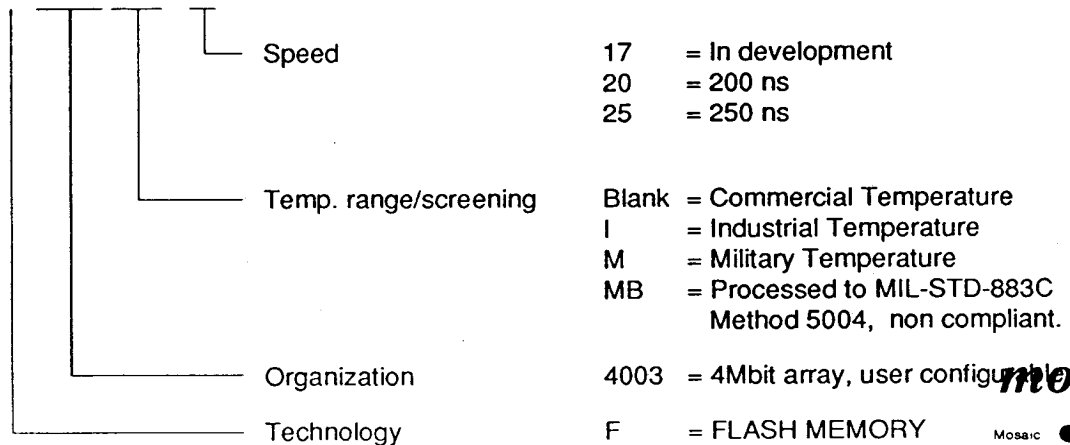 Speed 17 = In development
20 = 200 ns
25 = 250 ns
Temp. range/screening Blank = Commercial Temperature
I = Industrial Temperature
M = Military Temperature
MB = Processed to MIL-STD-883C
Method 5004, non compliant.
Organization 4003 = 4Mbit array, user configurable
mo
Technology F = FLASH MEMORY
Mosaic